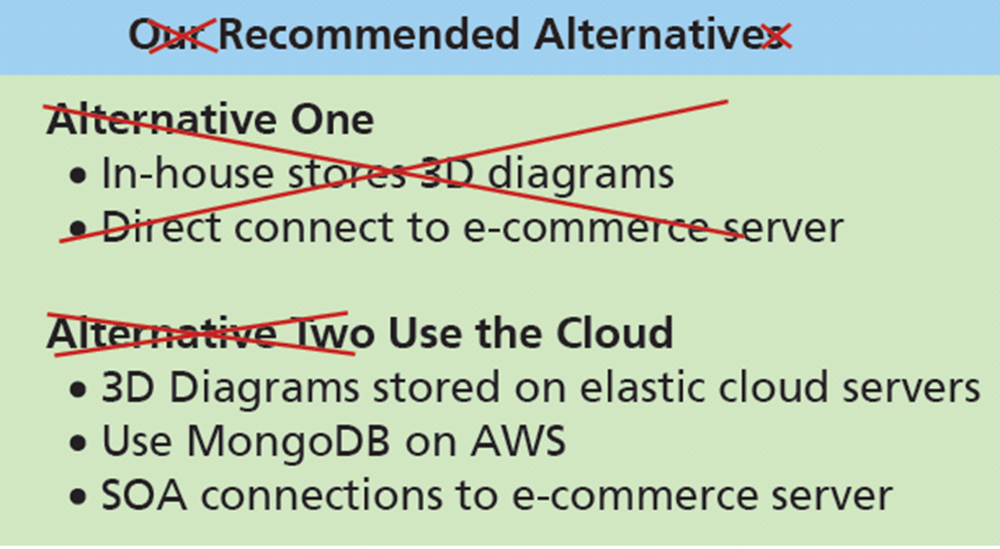 Our Recommended Alternatives
Alternative One
• In-house stores 3D diagrams
• Direct connect to e-commerce server
Alternative Two Use the Cloud
• 3D Diagrams stored on elastic cloud servers
• Use MongoDB on AWS
• SOA connections to e-commerce server